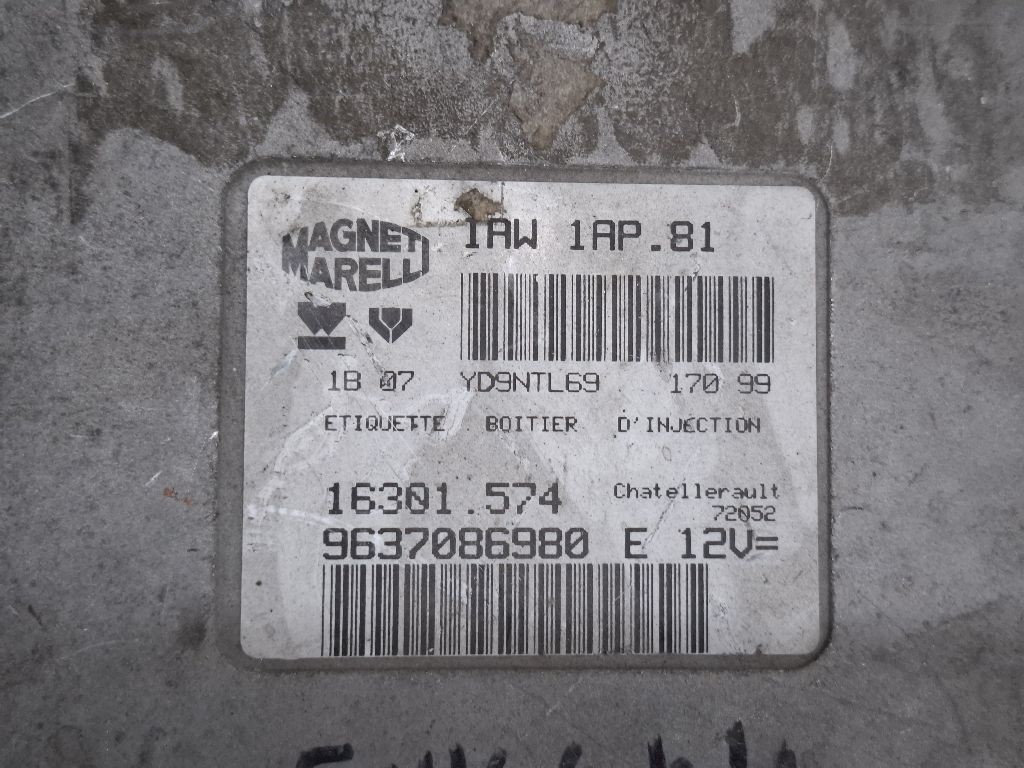 MAGNETI
MARELLI
IAW 1AP.81
1B 07 YD9NTL69 170 99
ETIQUETTE BOITIER D'INJECTION
16301.574
Chatellerault
72052
9637086980 E 12V=